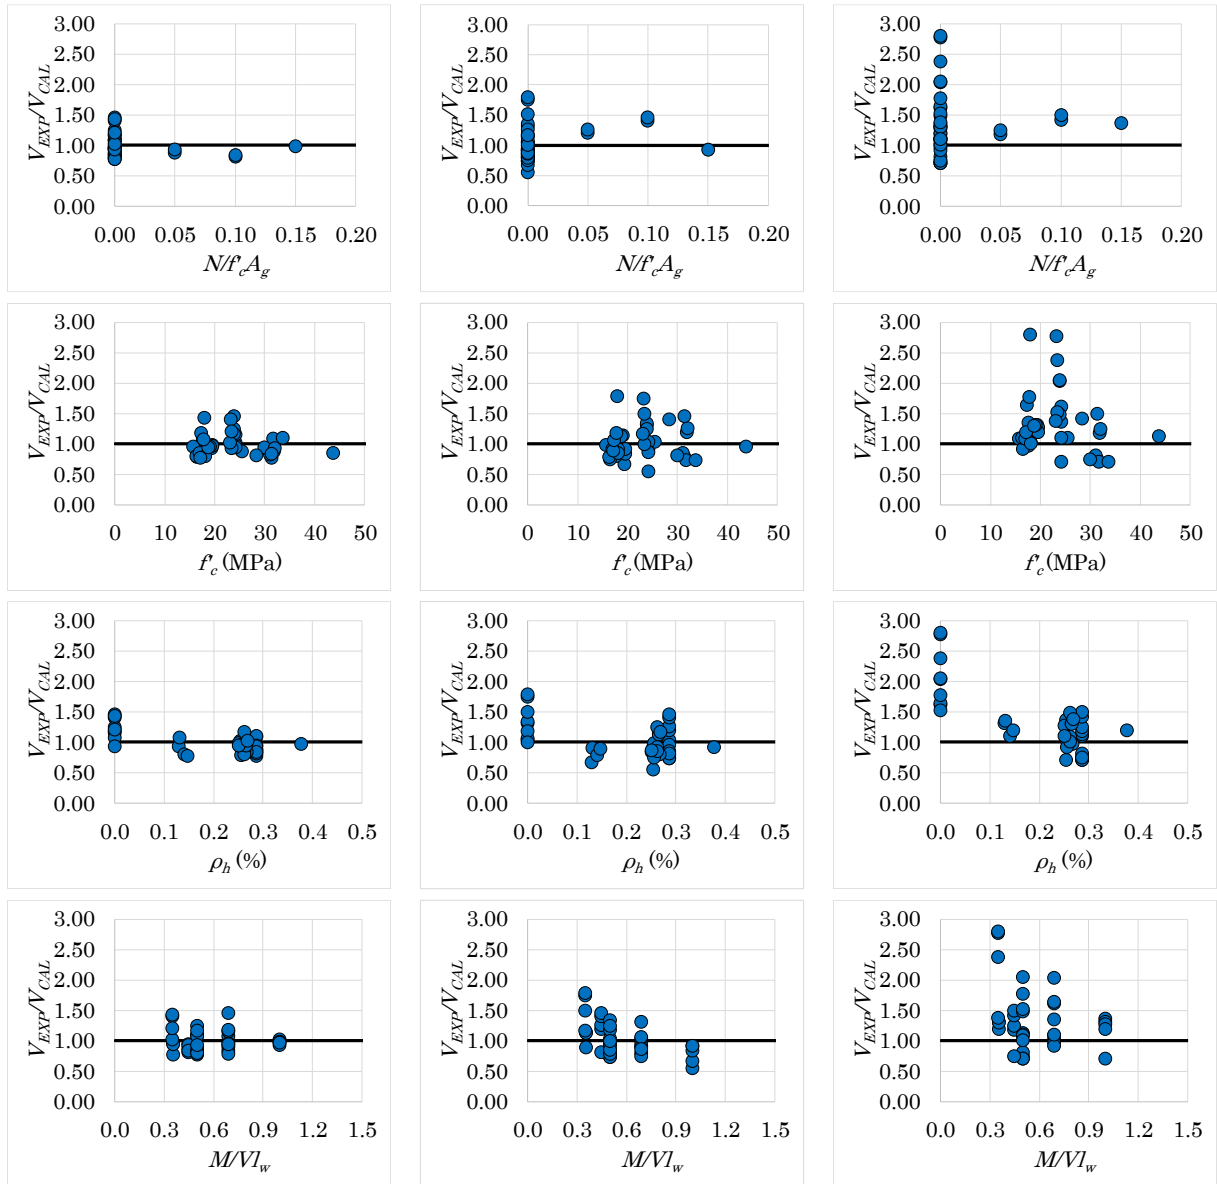 3.00 3.00 3.00
2.50 2.50 2.50
2.00 2.00 2.00
1.50 1.50 1.50
1.00 1.00 1.00
0.50 0.50 0.50
0.00 0.00 0.00
V_EXP/V_CAL V_EXP/V_CAL V_EXP/V_CAL
0.00 0.05 0.10 0.15 0.20 0.00 0.05 0.10 0.15 0.20 0.00 0.05 0.10 0.15 0.20
N/f'_cA_g N/f'_cA_g N/f'_cA_g
3.00 3.00 3.00
2.50 2.50 2.50
2.00 2.00 2.00
1.50 1.50 1.50
1.00 1.00 1.00
0.50 0.50 0.50
0.00 0.00 0.00
V_EXP/V_CAL V_EXP/V_CAL V_EXP/V_CAL
0 10 20 30 40 50 0 10 20 30 40 50 0 10 20 30 40 50
f'_c (MPa) f'_c (MPa) f'_c (MPa)
3.00 3.00 3.00
2.50 2.50 2.50
2.00 2.00 2.00
1.50 1.50 1.50
1.00 1.00 1.00
0.50 0.50 0.50
0.00 0.00 0.00
V_EXP/V_CAL V_EXP/V_CAL V_EXP/V_CAL
0.0 0.1 0.2 0.3 0.4 0.5 0.0 0.1 0.2 0.3 0.4 0.5 0.0 0.1 0.2 0.3 0.4 0.5
ρ_h (%) ρ_h (%) ρ_h (%)
3.00 3.00 3.00
2.50 2.50 2.50
2.00 2.00 2.00
1.50 1.50 1.50
1.00 1.00 1.00
0.50 0.50 0.50
0.00 0.00 0.00
V_EXP/V_CAL V_EXP/V_CAL V_EXP/V_CAL
0.0 0.3 0.6 0.9 1.2 1.5 0.0 0.3 0.6 0.9 1.2 1.5 0.0 0.3 0.6 0.9 1.2 1.5
M/Vl_w M/Vl_w M/Vl_w